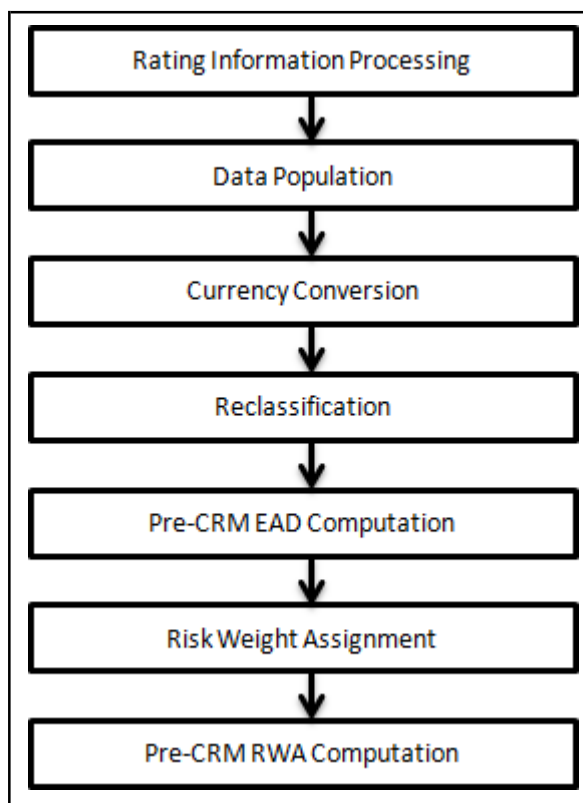 Rating Information Processing
Data Population
Currency Conversion
Reclassification
Pre-CRM EAD Computation
Risk Weight Assignment
Pre-CRM RWA Computation